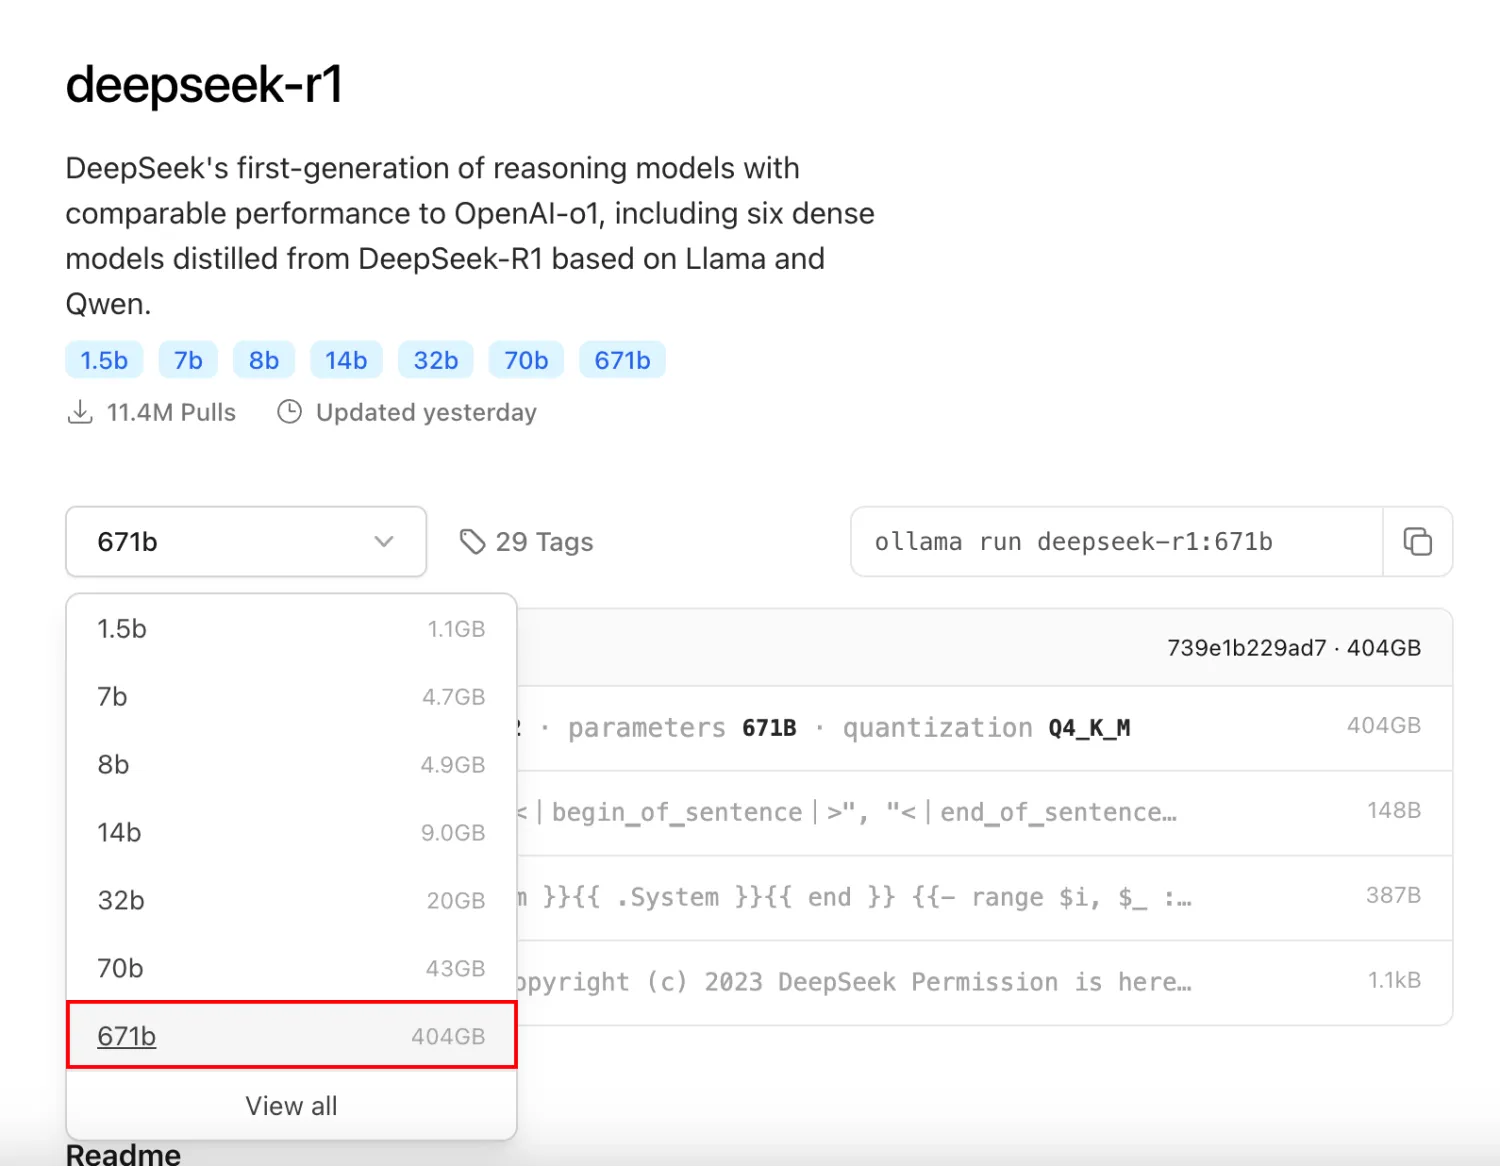 deepseek-r1
DeepSeek's first-generation of reasoning models with
comparable performance to OpenAI-o1, including six dense
models distilled from DeepSeek-R1 based on Llama and
Qwen.
1.5b 7b 8b 14b 32b 70b 671b
11.4M Pulls Updated yesterday
671b 29 Tags ollama run deepseek-r1:671b
1.5b 1.1GB
7b 4.7GB
8b 4.9GB
14b 9.0GB
32b 20GB
70b 43GB
671b 404GB
View all
739e1b229ad7 · 404GB
· parameters 671B · quantization Q4_K_M 404GB
<|begin_of_sentence|>", "<|end_of_sentence… 148B
}}{{ .System }}{{ end }} {{- range $i, $_ :… 387B
opyright (c) 2023 DeepSeek Permission is here… 1.1kB
Readme